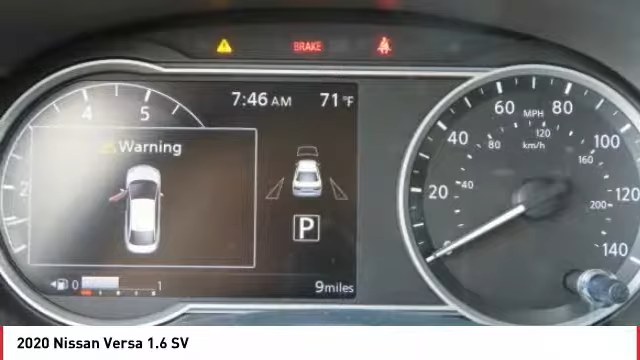 BRAKE
7:46 AM 71°F
4 5
Warning
2
P
0 1
9miles
20 40 60 80 100 120 140
MPH
40 80 120 160 200
km/h
2020 Nissan Versa 1.6 SV